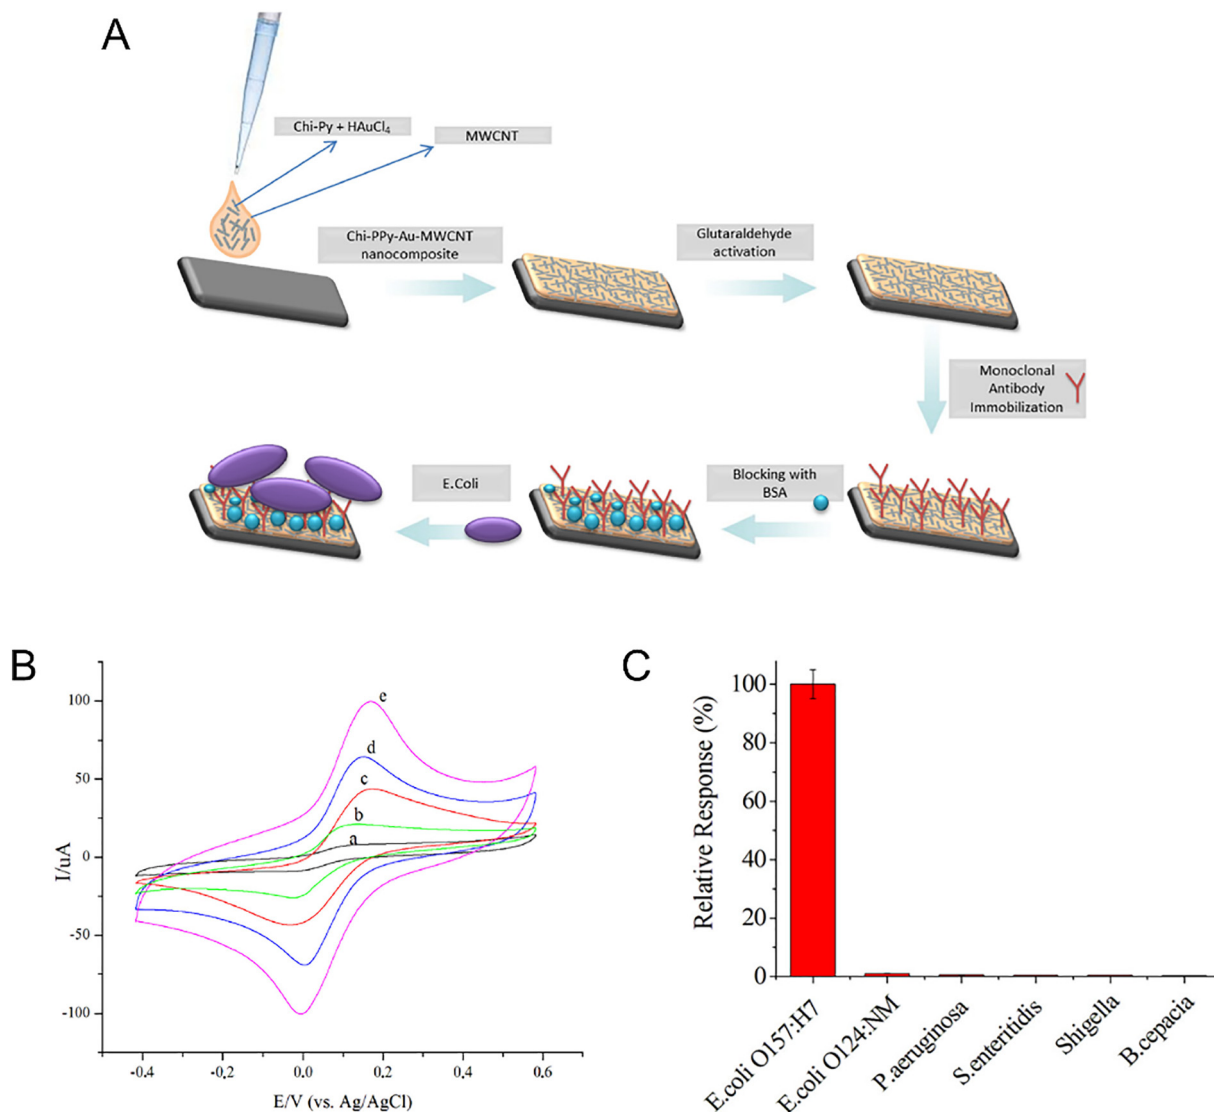 A
Chi-Py + HAuCl₄
MWCNT
Chi-PPy-Au-MWCNT
nanocomposite
Glutaraldehyde
activation
Monoclonal
Antibody
Immobilization
Blocking with
BSA
E.Coli
B
100
50
0
-50
-100
I/uA
e
d
c
b
a
-0.4
-0.2
0.0
0.2
0.4
0.6
E/V (vs. Ag/AgCl)
C
100
80
60
40
20
0
Relative Response (%)
E.coli O157:H7
E.coli O124:NM
P.aeruginosa
S.enteritidis
Shigella
B.cepacia